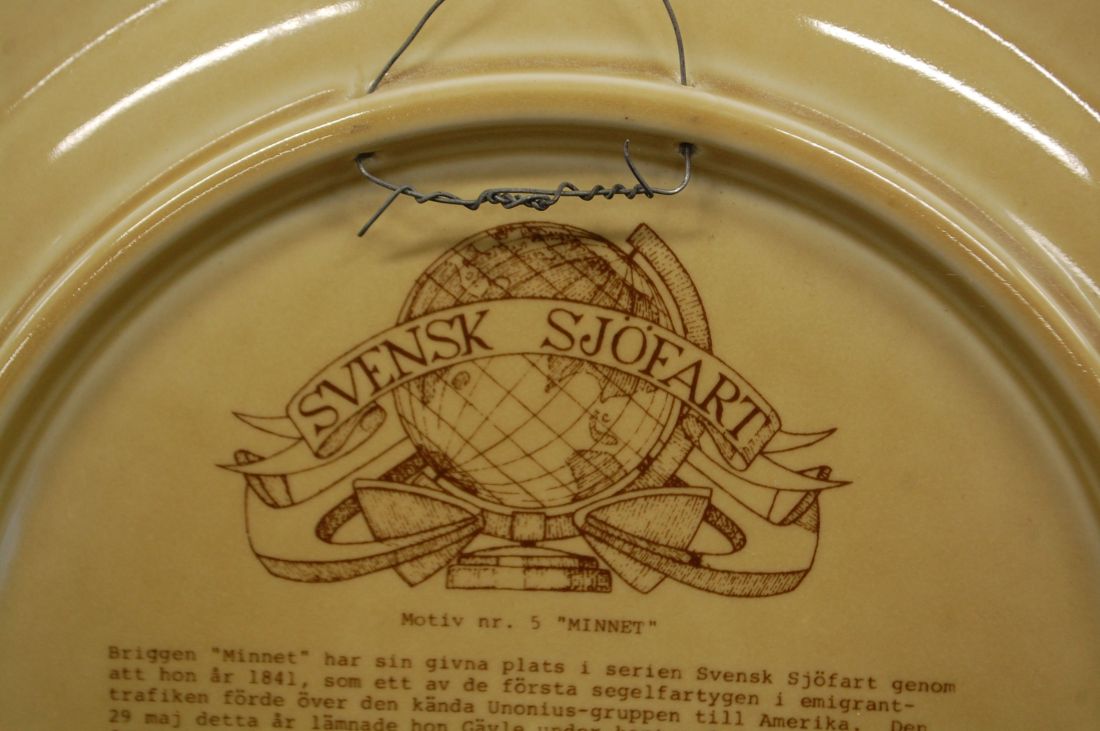 SVENSK SJÖFART
Motiv nr. 5 "MINNET"
Briggen "Minnet" har sin givna plats i serien Svensk Sjöfart genom
att hon år 1841, som ett av de första segelfartygen i emigrant-
trafiken förde över den kända Unonius-gruppen till Amerika. Den
29 maj detta år lämnade hon Gävle under